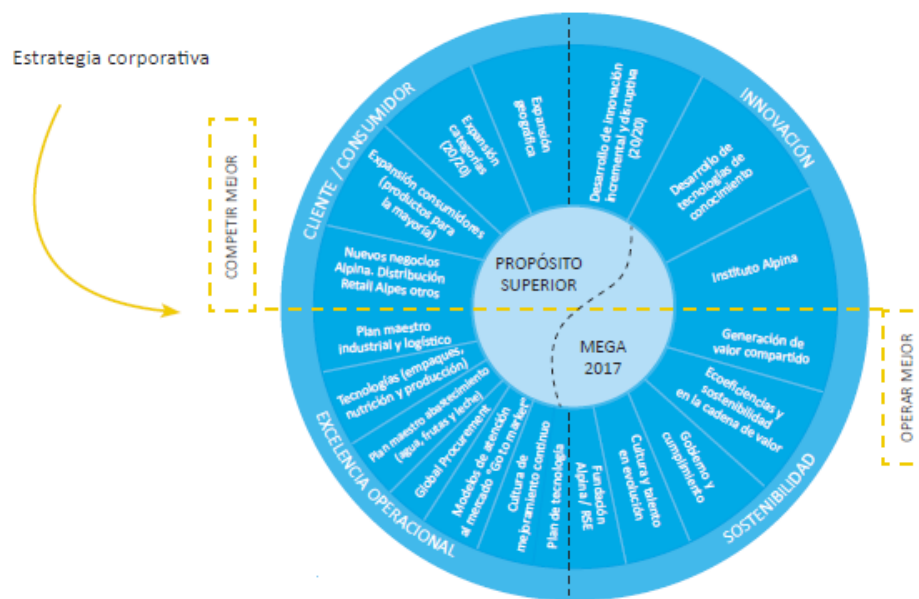 Estrategia corporativa
COMPETIR MEJOR
OPERAR MEJOR
CLIENTE / CONSUMIDOR
Expansión
geográfica
Expansión
categorías
(20/20)
Expansión consumidores
(productos para
la mayoría)
Nuevos negocios
Alpina. Distribución
Retail Alpes otros
INNOVACIÓN
Desarrollo de innovación
incremental y disruptiva
(20/20)
Desarrollo de
tecnologías de
conocimiento
Instituto Alpina
PROPÓSITO
SUPERIOR
MEGA
2017
EXCELENCIA OPERACIONAL
Plan maestro
industrial y logístico
Tecnologías (empaques,
nutrición y producción)
Plan maestro abastecimiento
(agua, frutas y leche)
Global Procurement
Modelos de atención
al mercado "Go to market"
Cultura de
mejoramiento continuo
Plan de tecnología
SOSTENIBILIDAD
Generación de
valor compartido
Ecoeficiencias y
sostenibilidad
en la cadena de valor
Gobierno y
cumplimiento
Cultura y talento
en evolución
Fundación
Alpina / RSE